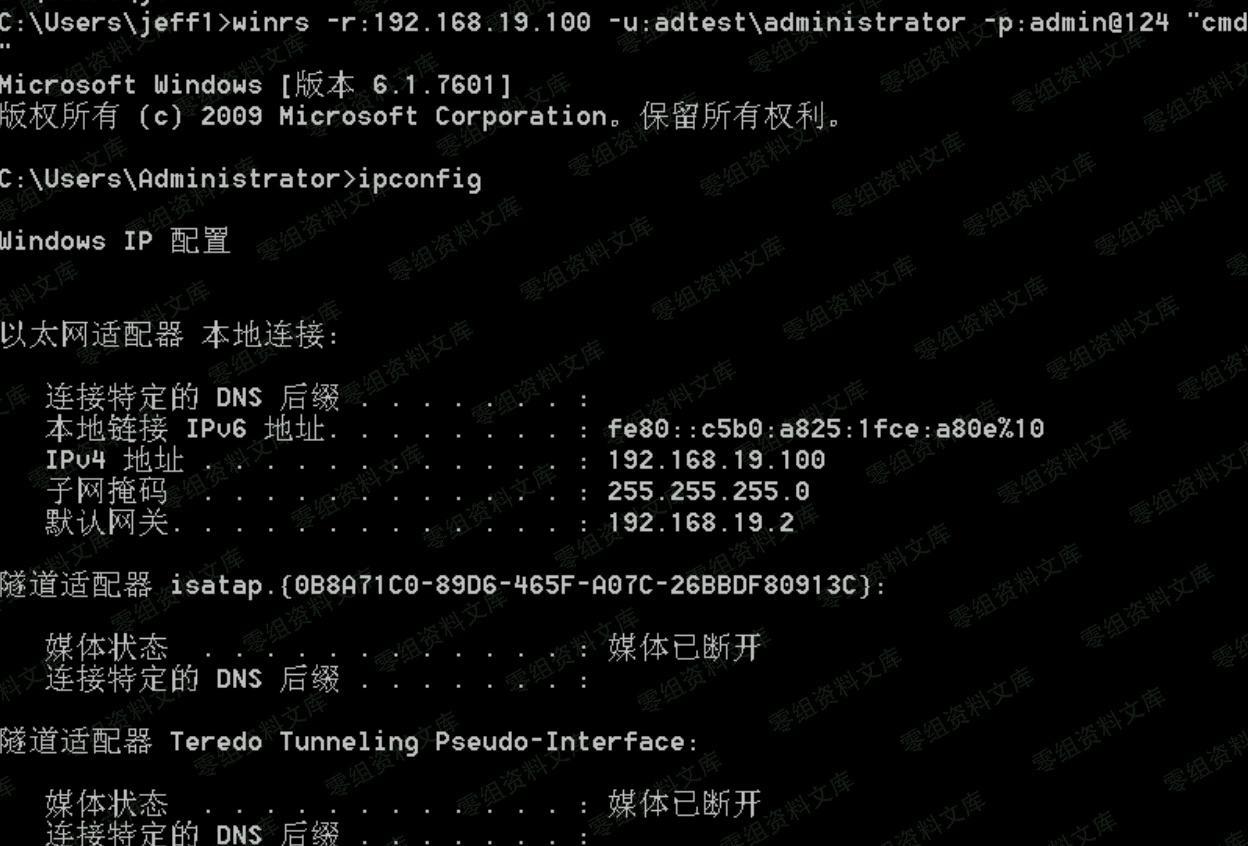 C:\Users\jeff1>winrs -r:192.168.19.100 -u:adtest\administrator -p:admin@124 "cmd
"
Microsoft Windows [版本 6.1.7601]
版权所有 (c) 2009 Microsoft Corporation。保留所有权利。
C:\Users\Administrator>ipconfig
Windows IP 配置
以太网适配器 本地连接:
连接特定的 DNS 后缀 . . . . . . . :
本地链接 IPv6 地址. . . . . . . . : fe80::c5b0:a825:1fce:a80e%10
IPv4 地址 . . . . . . . . . . . . : 192.168.19.100
子网掩码 . . . . . . . . . . . . : 255.255.255.0
默认网关. . . . . . . . . . . . . : 192.168.19.2
隧道适配器 isatap.{0B8A71C0-89D6-465F-A07C-26BBDF80913C}:
媒体状态 . . . . . . . . . . . . : 媒体已断开
连接特定的 DNS 后缀 . . . . . . . :
隧道适配器 Teredo Tunneling Pseudo-Interface:
媒体状态 . . . . . . . . . . . . : 媒体已断开
连接特定的 DNS 后缀 . . . . . . . :
零组资料文库